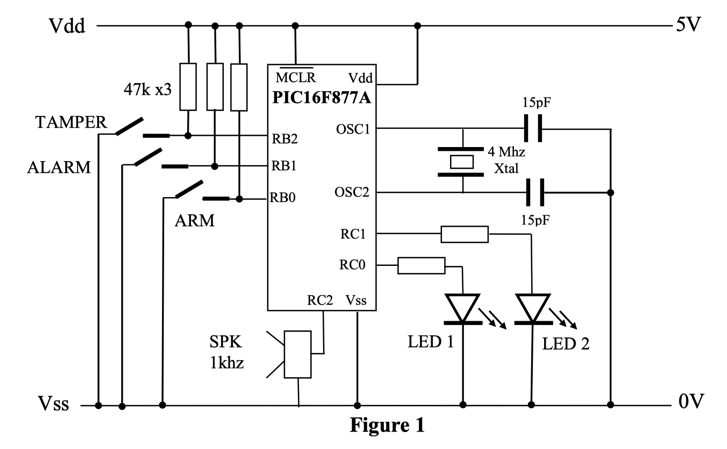 Vdd
5V
47k x3
MCLR
Vdd
PIC16F877A
15pF
TAMPER
OSC1
RB2
4 Mhz
Xtal
ALARM
RB1
OSC2
RB0
ARM
15pF
RC1
RC0
RC2
Vss
SPK
1khz
LED 1
LED 2
Vss
0V
Figure 1